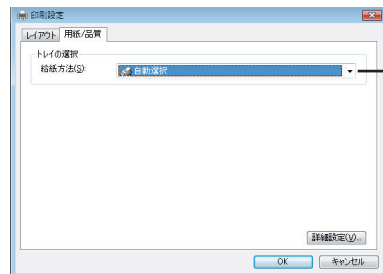 印刷設定
レイアウト 用紙/品質
トレイの選択
給紙方法(S): 自動選択
詳細設定(V)...
OK キャンセル